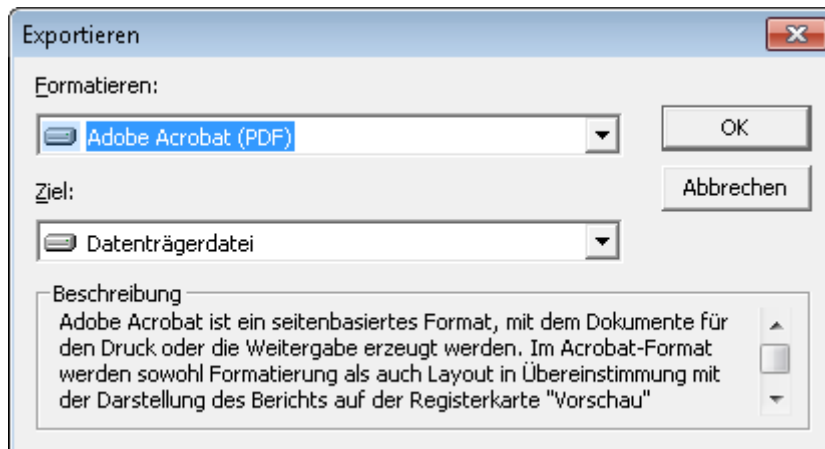 Exportieren
Formatieren:
Adobe Acrobat (PDF)
OK
Ziel:
Abbrechen
Datenträgerdatei
Beschreibung
Adobe Acrobat ist ein seitenbasiertes Format, mit dem Dokumente für
den Druck oder die Weitergabe erzeugt werden. Im Acrobat-Format
werden sowohl Formatierung als auch Layout in Übereinstimmung mit
der Darstellung des Berichts auf der Registerkarte "Vorschau"